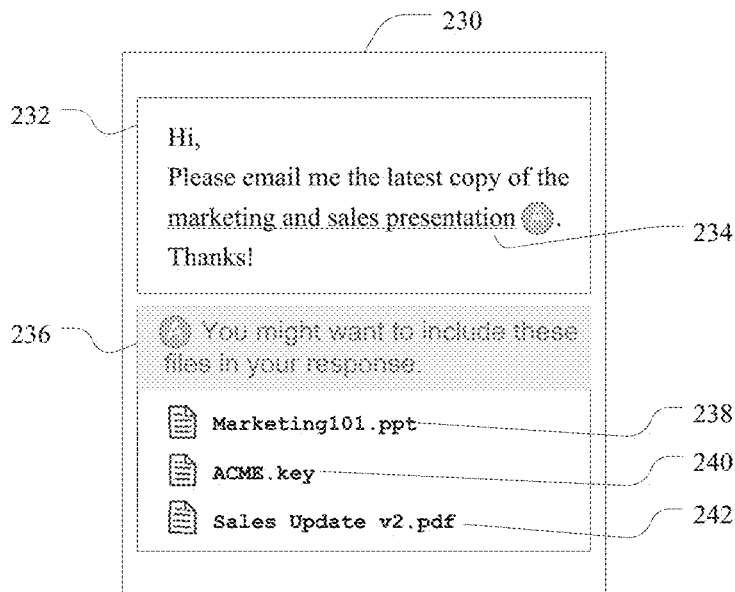 230
232
Hi,
Please email me the latest copy of the
marketing and sales presentation .
234
Thanks!
236
You might want to include these
files in your response.
Marketing101.ppt
238
ACME.key
240
Sales Update v2.pdf
242